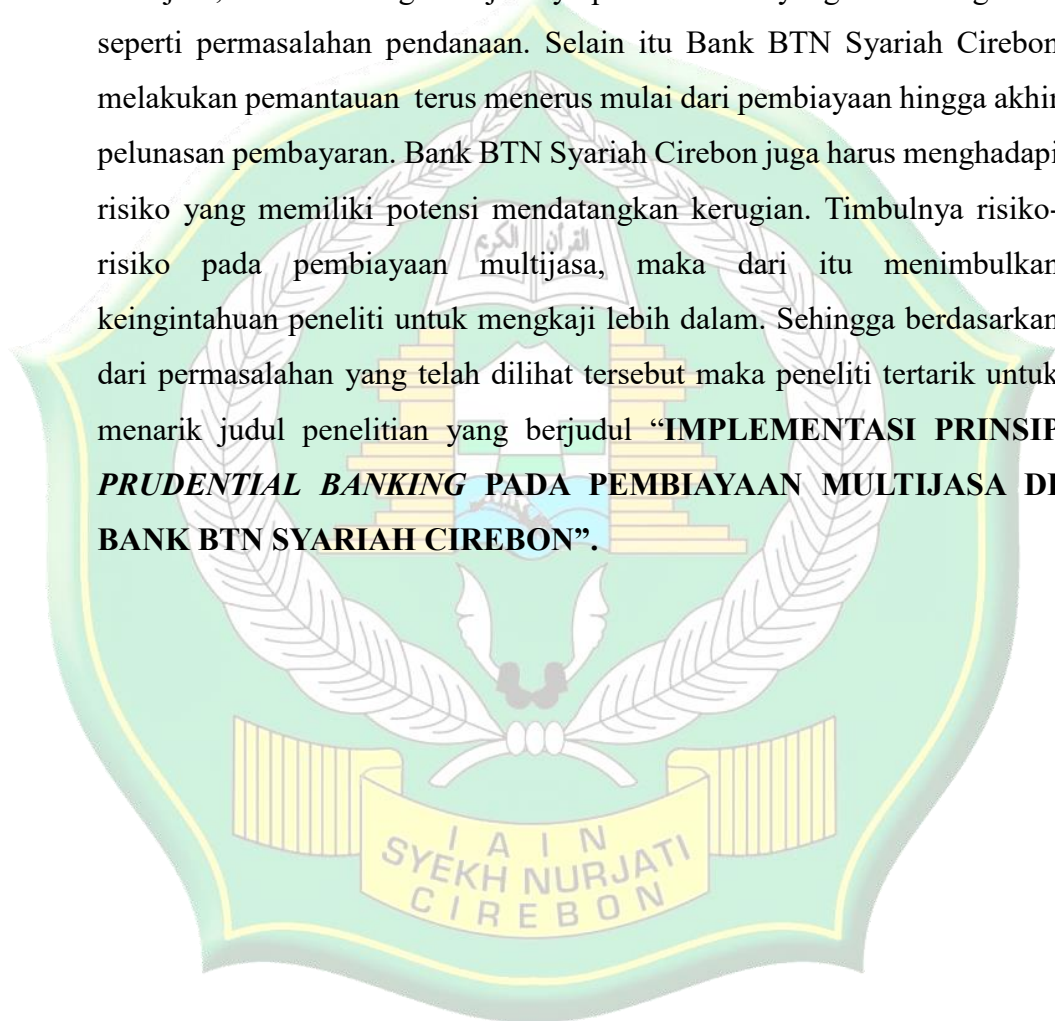 seperti permasalahan pendanaan. Selain itu Bank BTN Syariah Cirebon
melakukan pemantauan terus menerus mulai dari pembiayaan hingga akhir
pelunasan pembayaran. Bank BTN Syariah Cirebon juga harus menghadapi
risiko yang memiliki potensi mendatangkan kerugian. Timbulnya risiko-
risiko pada pembiayaan multijasa, maka dari itu menimbulkan
keingintahuan peneliti untuk mengkaji lebih dalam. Sehingga berdasarkan
dari permasalahan yang telah dilihat tersebut maka peneliti tertarik untuk
menarik judul penelitian yang berjudul “IMPLEMENTASI PRINSIP
PRUDENTIAL BANKING PADA PEMBIAYAAN MULTIJASA DI
BANK BTN SYARIAH CIREBON”.
القرآن الكريم
IAIN
SYEKH NURJATI
CIREBON